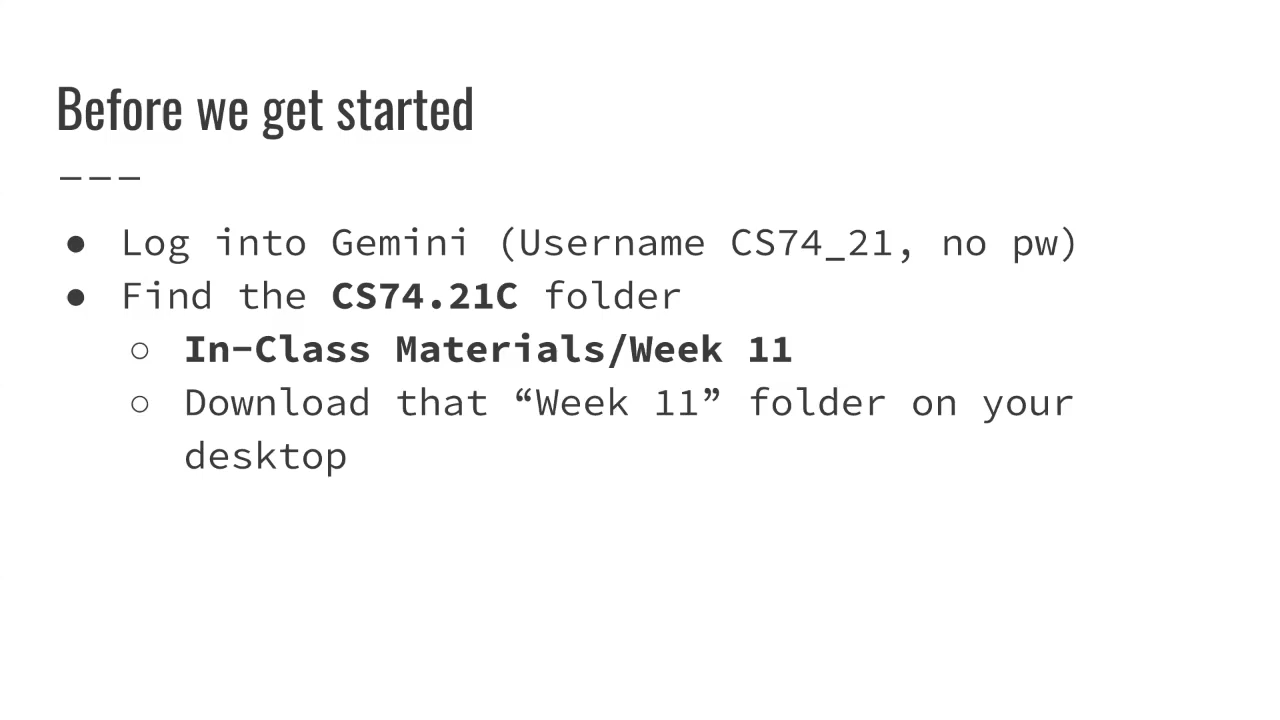 Before we get started
● Log into Gemini (Username CS74_21, no pw)
● Find the CS74.21C folder
○ In-Class Materials/Week 11
○ Download that “Week 11” folder on your
desktop